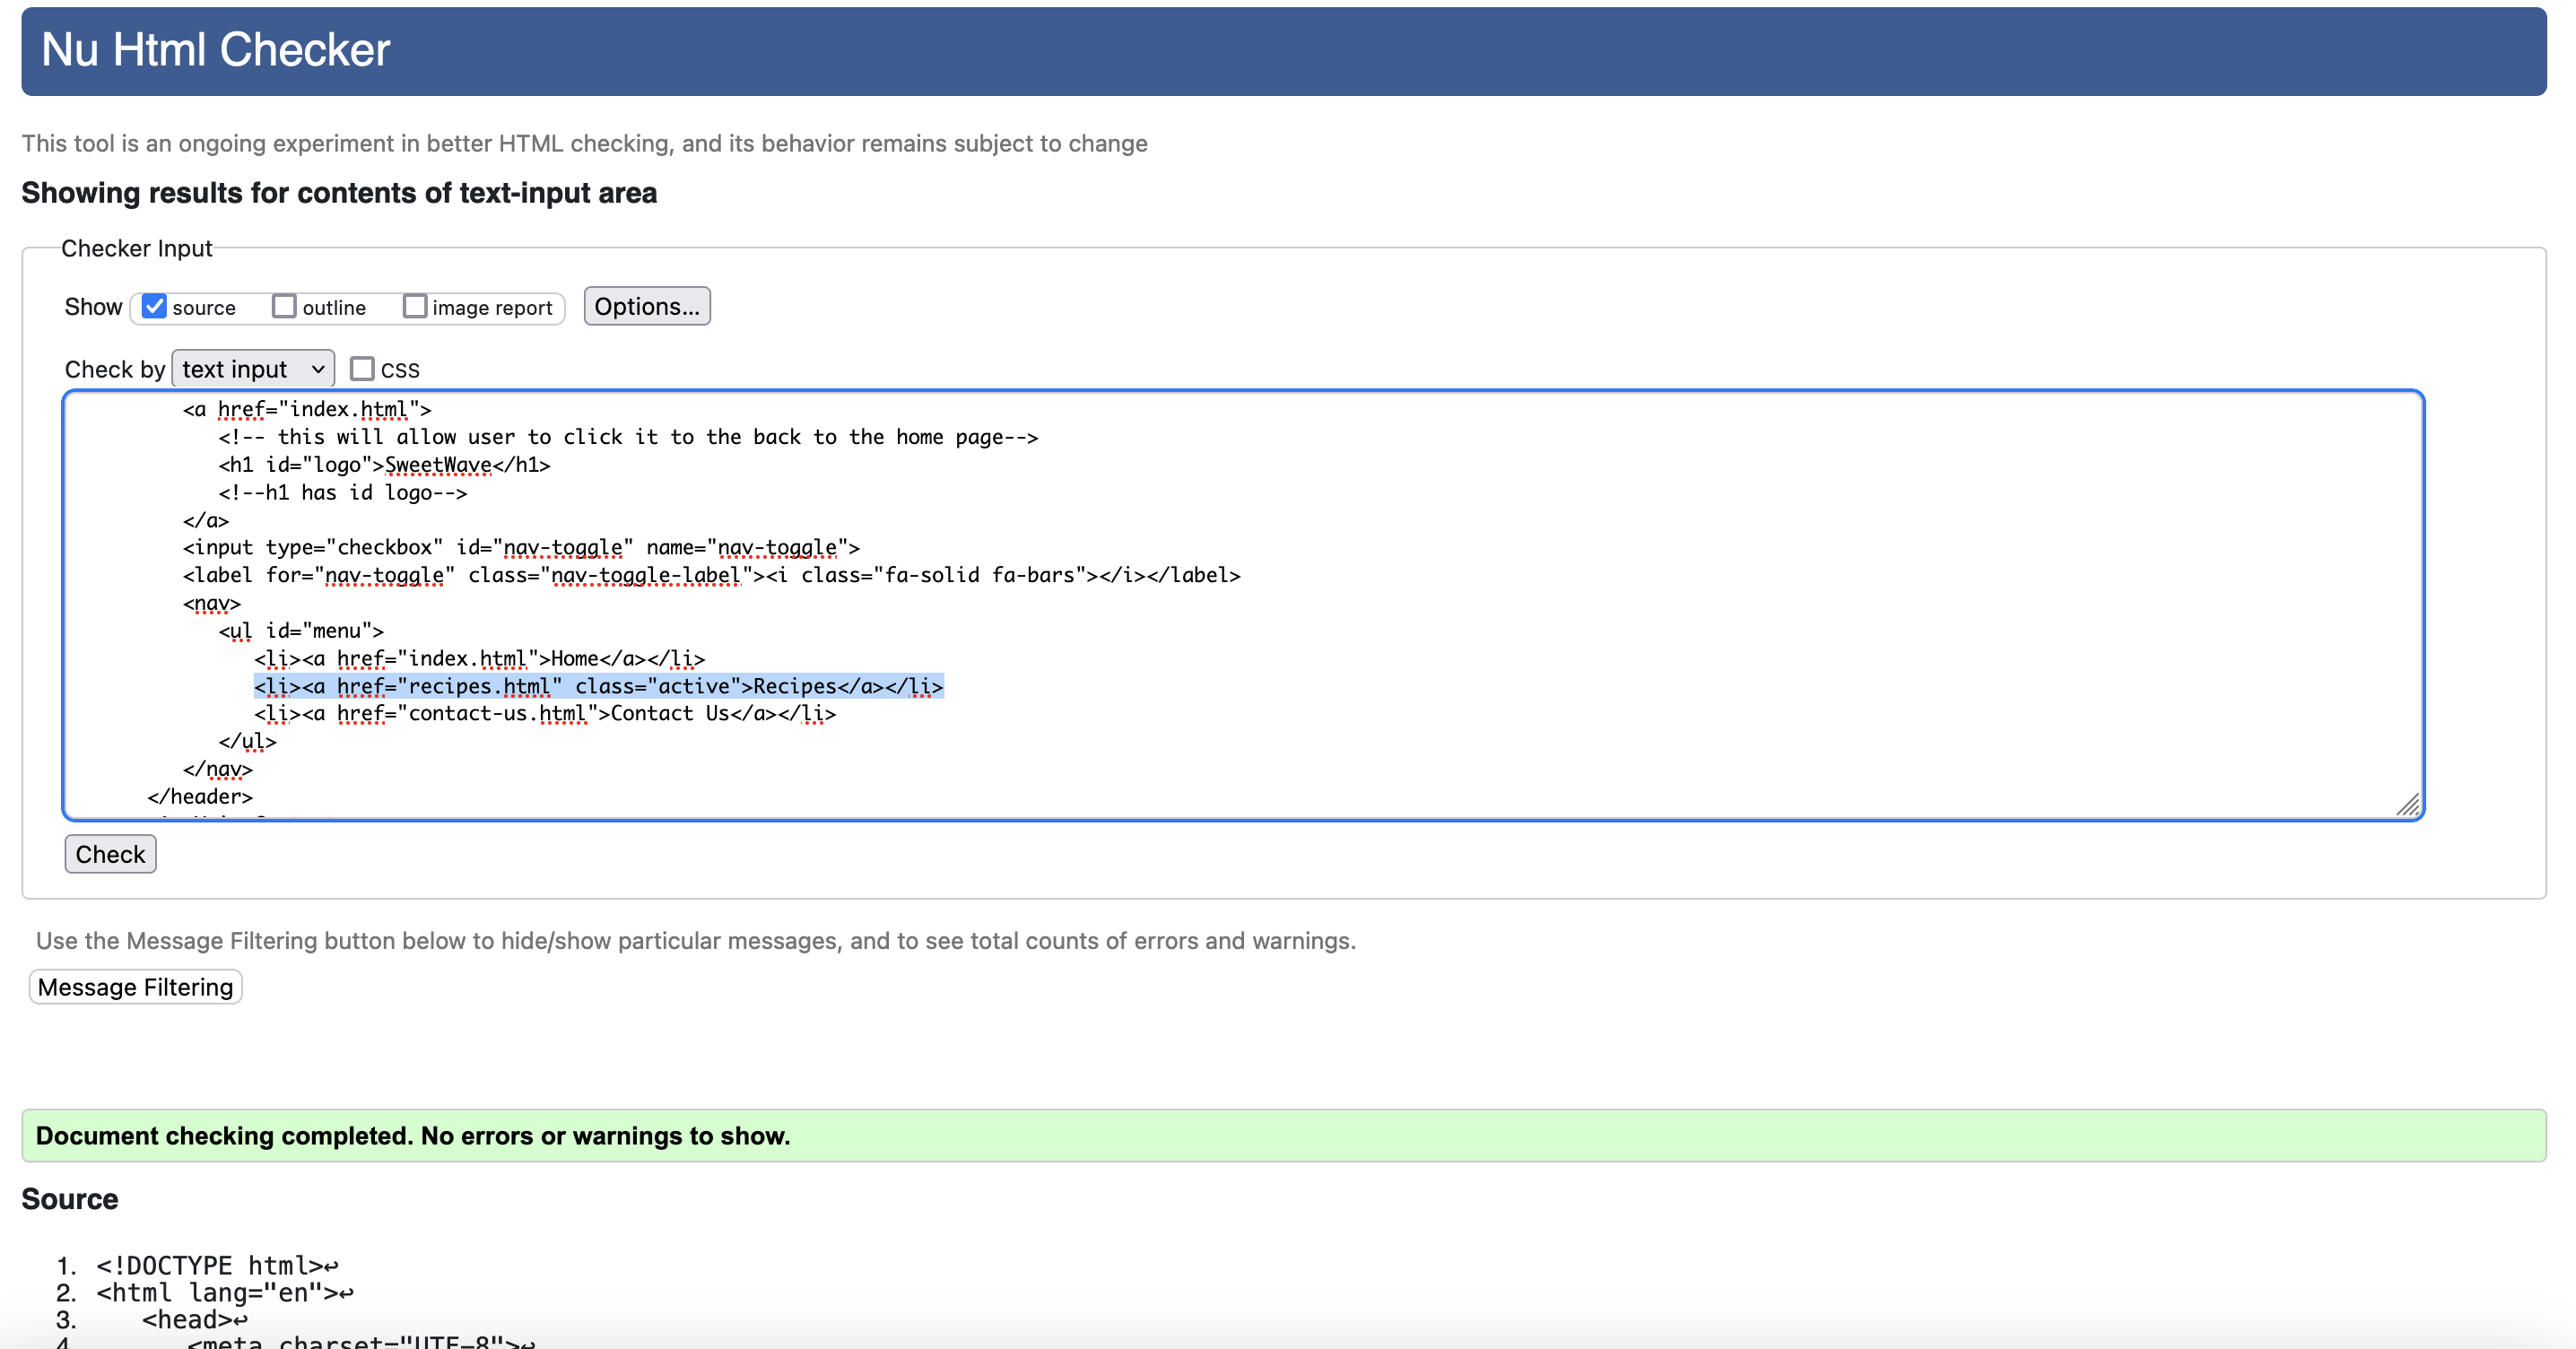 Nu Html Checker
This tool is an ongoing experiment in better HTML checking, and its behavior remains subject to change
Showing results for contents of text-input area
Checker Input
Show source outline image report Options...
Check by text input CSS
<a href="index.html">
<!-- this will allow user to click it to the back to the home page-->
<h1 id="logo">SweetWave</h1>
<!--h1 has id logo-->
</a>
<input type="checkbox" id="nav-toggle" name="nav-toggle">
<label for="nav-toggle" class="nav-toggle-label"><i class="fa-solid fa-bars"></i></label>
<nav>
<ul id="menu">
<li><a href="index.html">Home</a></li>
<li><a href="recipes.html" class="active">Recipes</a></li>
<li><a href="contact-us.html">Contact Us</a></li>
</ul>
</nav>
</header>
Check
Use the Message Filtering button below to hide/show particular messages, and to see total counts of errors and warnings.
Message Filtering
Document checking completed. No errors or warnings to show.
Source
1. <!DOCTYPE html>↩
2. <html lang="en">↩
3. <head>↩
4. <meta charset="UTF-8">↩